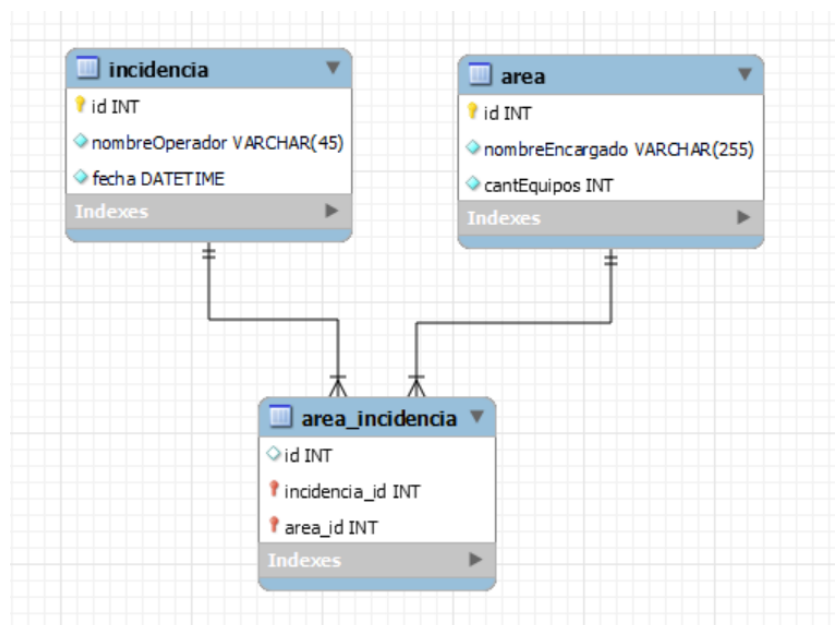 incidencia
id INT
nombreOperador VARCHAR(45)
fecha DATETIME
Indexes
area
id INT
nombreEncargado VARCHAR(255)
cantEquipos INT
Indexes
area_incidencia
id INT
incidencia_id INT
area_id INT
Indexes